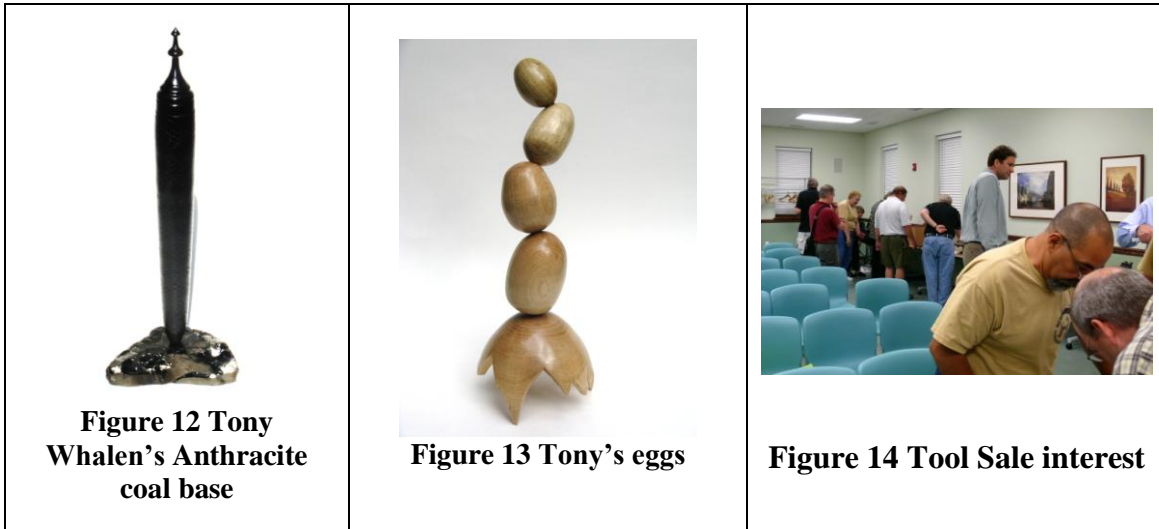 Figure 12 Tony
Whalen’s Anthracite
coal base
Figure 13 Tony’s eggs
Figure 14 Tool Sale interest